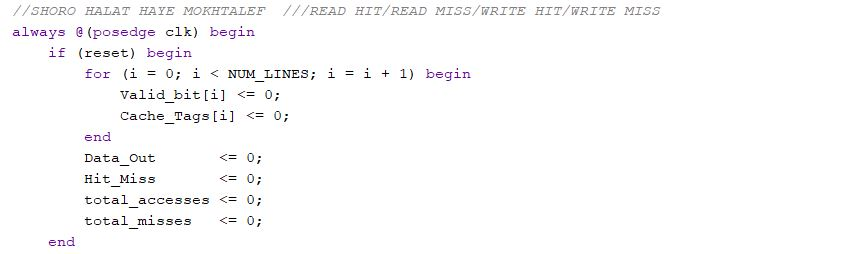 //SHORO HALAT HAYE MOKHTALEF  ///READ HIT/READ MISS/WRITE HIT/WRITE MISS
always @(posedge clk) begin
    if (reset) begin
        for (i = 0; i < NUM_LINES; i = i + 1) begin
            Valid_bit[i] <= 0;
            Cache_Tags[i] <= 0;
        end
        Data_Out       <= 0;
        Hit_Miss       <= 0;
        total_accesses <= 0;
        total_misses   <= 0;
    end